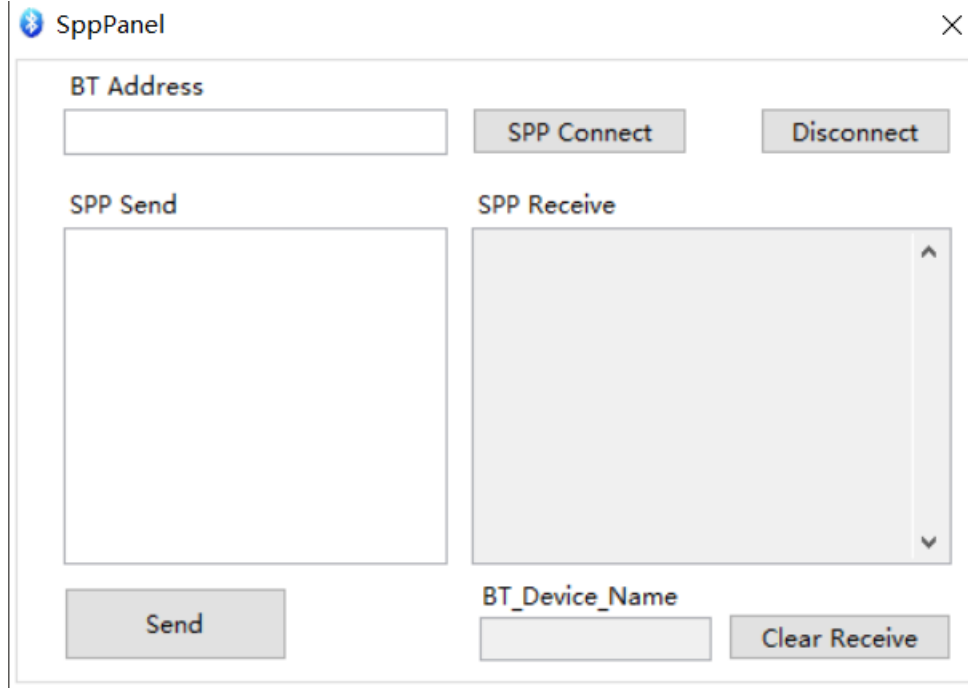 SppPanel
BT Address
SPP Connect
Disconnect
SPP Send
SPP Receive
Send
BT_Device_Name
Clear Receive